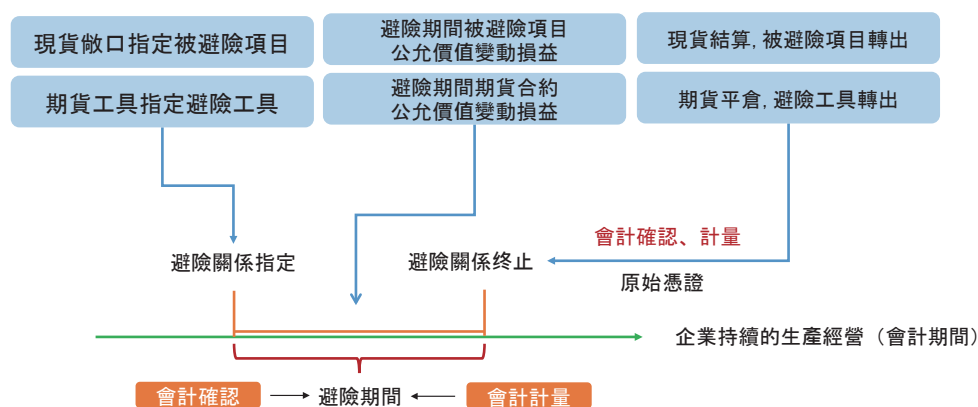 現貨敞口指定被避險項目
期貨工具指定避險工具
避險期間被避險項目
公允價值變動損益
避險期間期貨合約
公允價值變動損益
現貨結算, 被避險項目轉出
期貨平倉, 避險工具轉出
會計確認、計量
原始憑證
避險關係指定
避險關係终止
企業持續的生產經營（會計期間）
會計確認
避險期間
會計計量